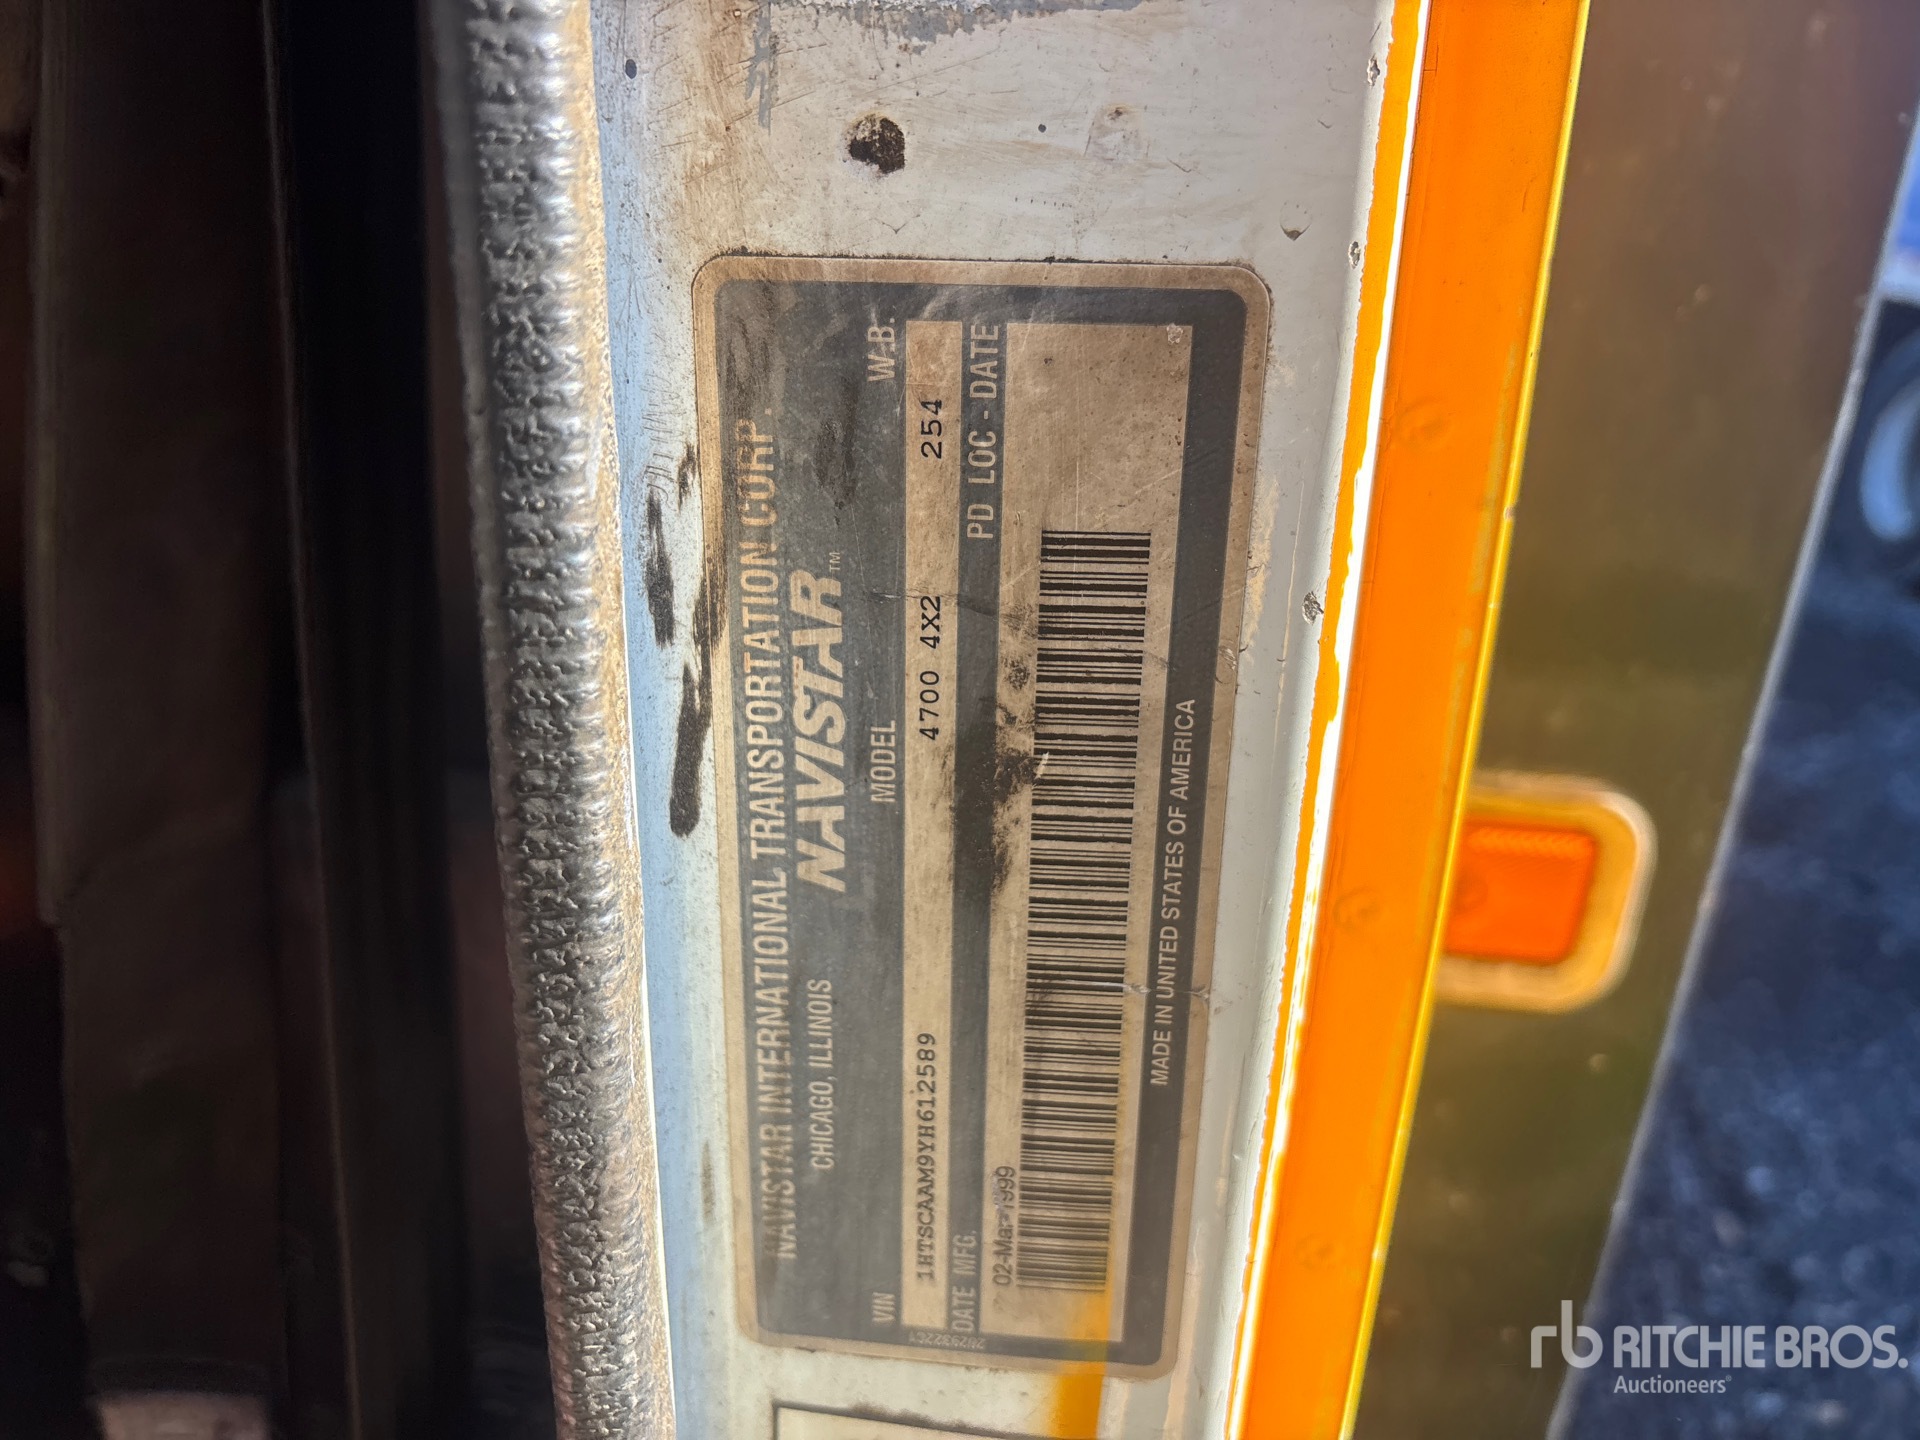 NAVISTAR INTERNATIONAL TRANSPORTATION CORP.
CHICAGO, ILLINOIS NAVISTAR™
VIN MODEL W.B.
1HTSCAAM9YH612589 4700 4X2 254
DATE MFG. PD LOC - DATE
02-Mar-1999
MADE IN UNITED STATES OF AMERICA
rb RITCHIE BROS.
Auctioneers